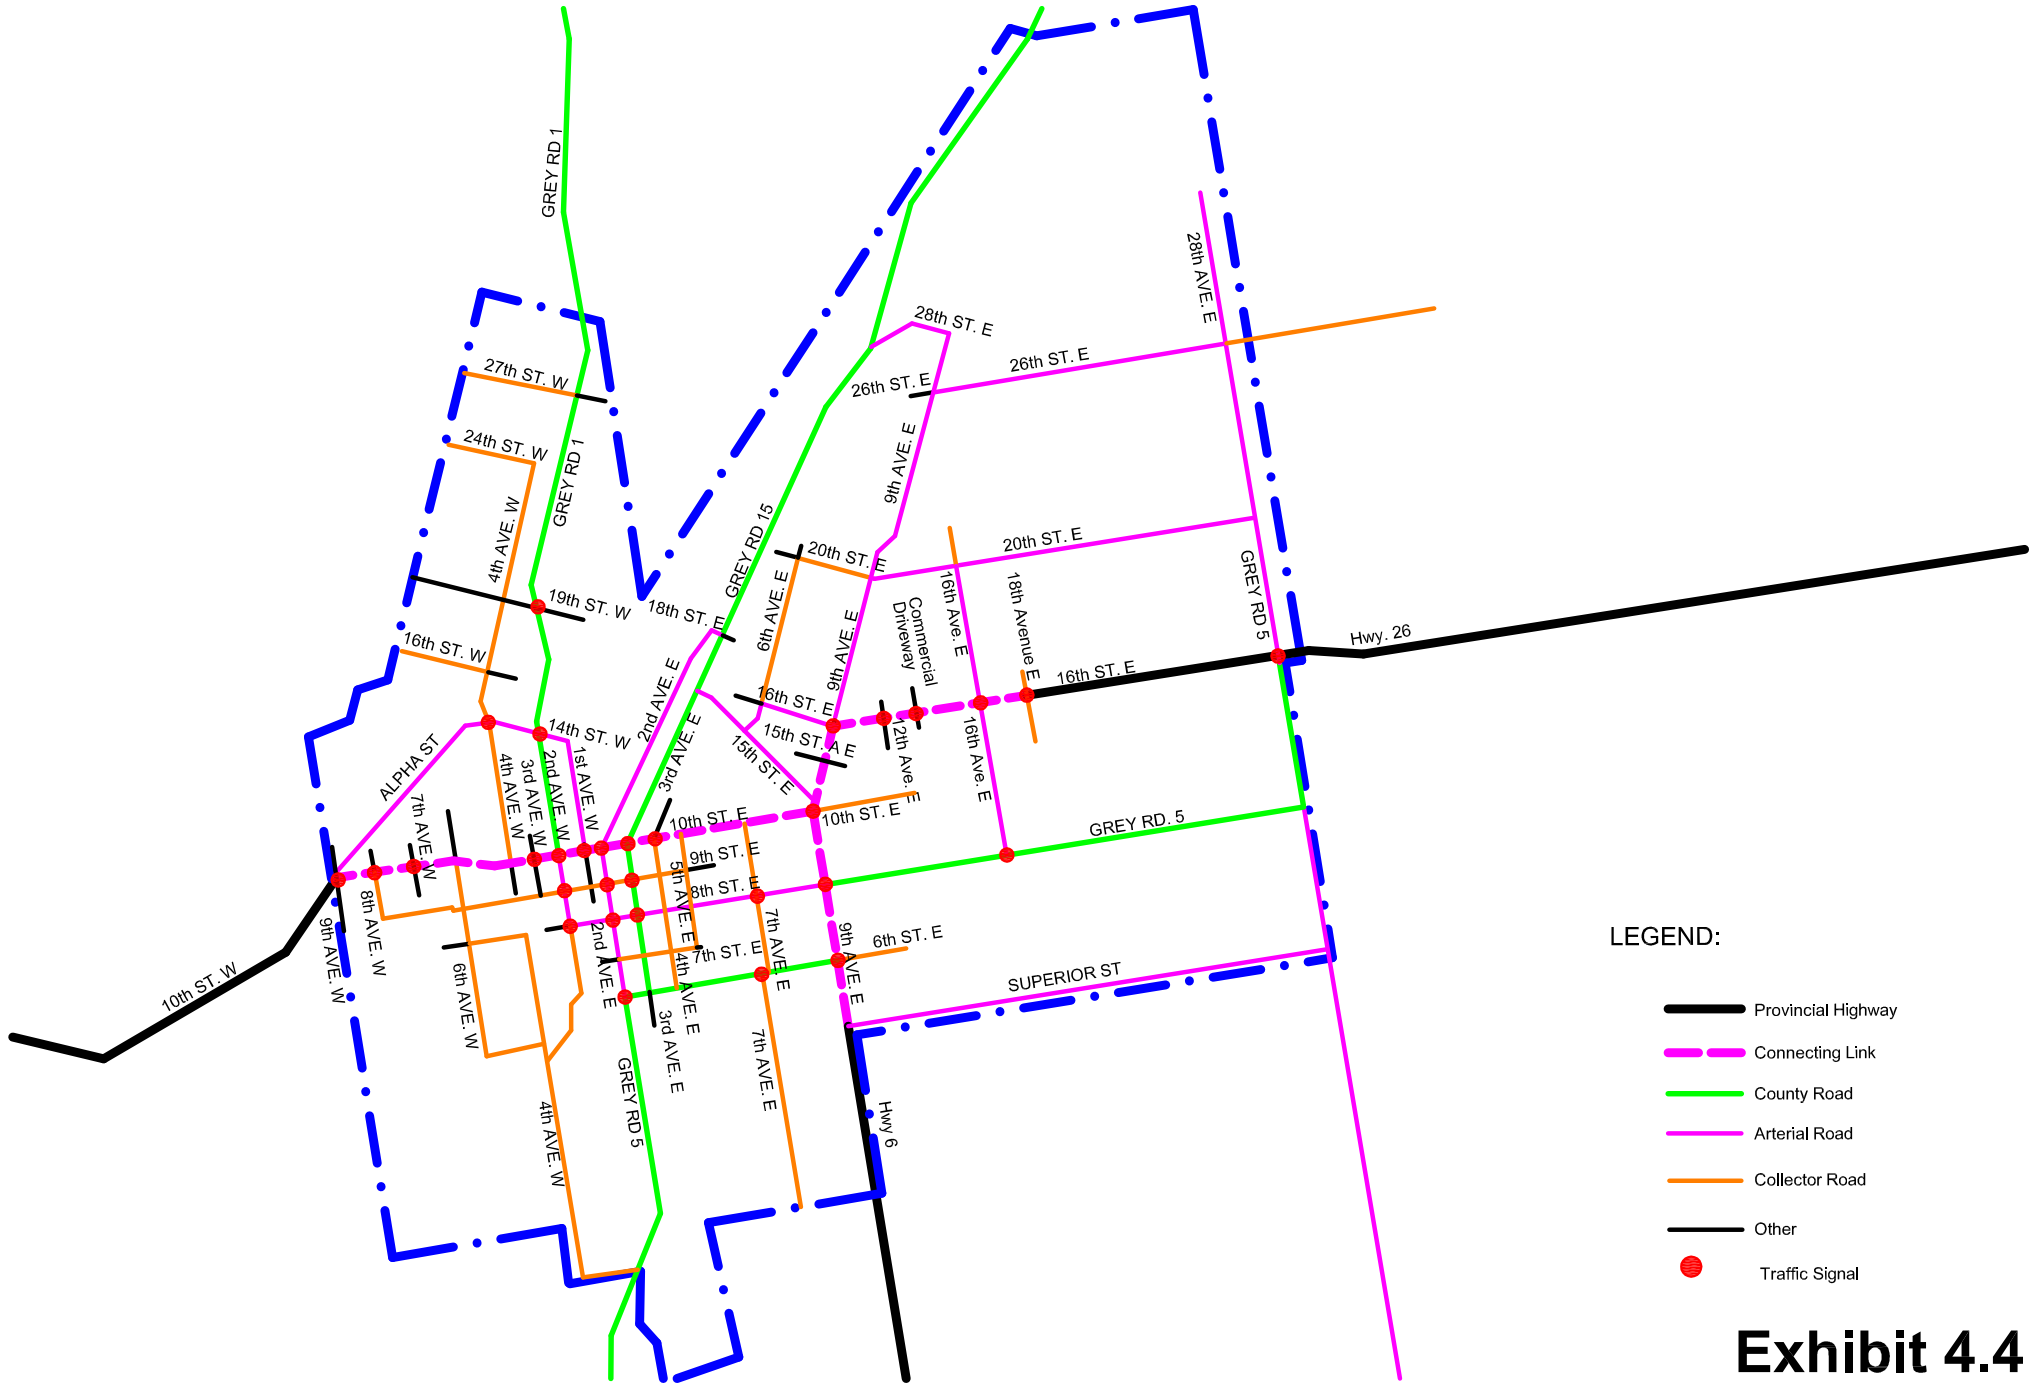 GREY RD 1
28th AVE. E
28th ST. E
26th ST. E
26th ST. E
27th ST. W
24th ST. W
GREY RD 1
9th AVE. E
4th AVE. W
GREY RD 15
20th ST. E
20th ST. E
19th ST. W
18th ST. E
6th AVE. E
16th Ave. E
18th Avenue E
GREY RD 5
Hwy. 26
Commercial
Driveway
9th AVE. E
16th ST. W
2nd AVE. E
16th ST. E
16th ST. E
14th ST. W
15th ST. A E
15th ST. E
3rd AVE. E
12th Ave. E
16th Ave. E
ALPHA ST
7th AVE. W
4th AVE. W
3rd AVE. W
2nd AVE. W
1st AVE. W
10th ST. E
10th ST. E
GREY RD. 5
9th ST. E
8th ST. E
5th AVE. E
7th ST. E
7th AVE. E
9th AVE. E
6th ST. E
8th AVE. W
9th AVE. W
10th ST. W
6th AVE. W
2nd AVE. E
4th AVE. E
3rd AVE. E
SUPERIOR ST
7th AVE. E
GREY RD 5
4th AVE. W
Hwy 6
LEGEND:
Provincial Highway
Connecting Link
County Road
Arterial Road
Collector Road
Other
Traffic Signal
Exhibit 4.4